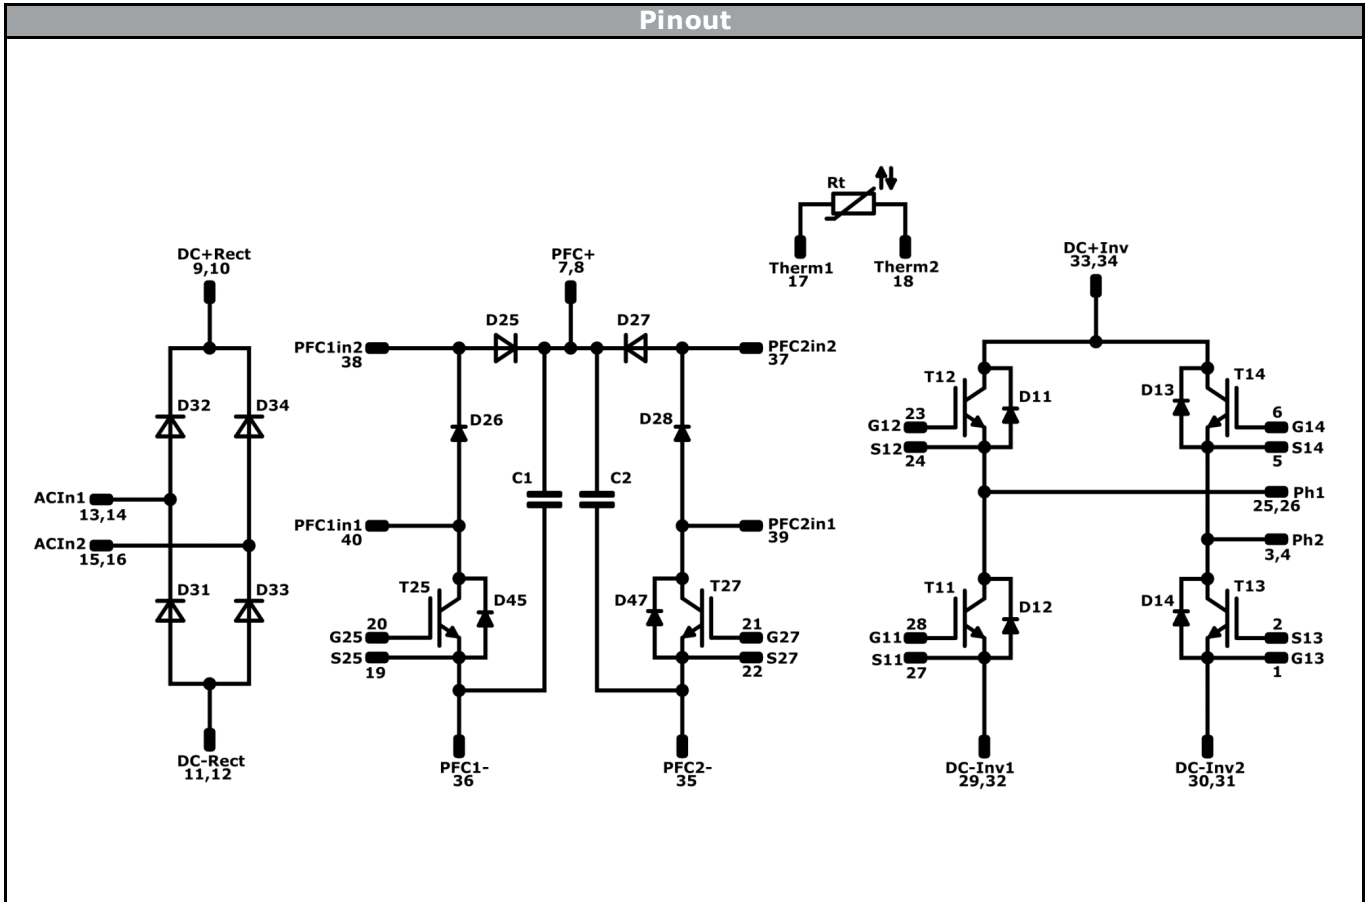 Pinout
Rt
Therm1
17
Therm2
18
DC+Rect
9,10
D32
D34
ACIn1
13,14
ACIn2
15,16
D31
D33
DC-Rect
11,12
PFC+
7,8
D25
D27
PFC1in2
38
PFC2in2
37
D26
D28
C1
C2
PFC1in1
40
PFC2in1
39
T25
D45
D47
T27
20
G25
S25
19
21
G27
S27
22
PFC1-
36
PFC2-
35
DC+Inv
33,34
T12
D11
D13
T14
23
G12
S12
24
6
G14
S14
5
Ph1
25,26
Ph2
3,4
T11
D12
D14
T13
28
G11
S11
27
2
S13
G13
1
DC-Inv1
29,32
DC-Inv2
30,31